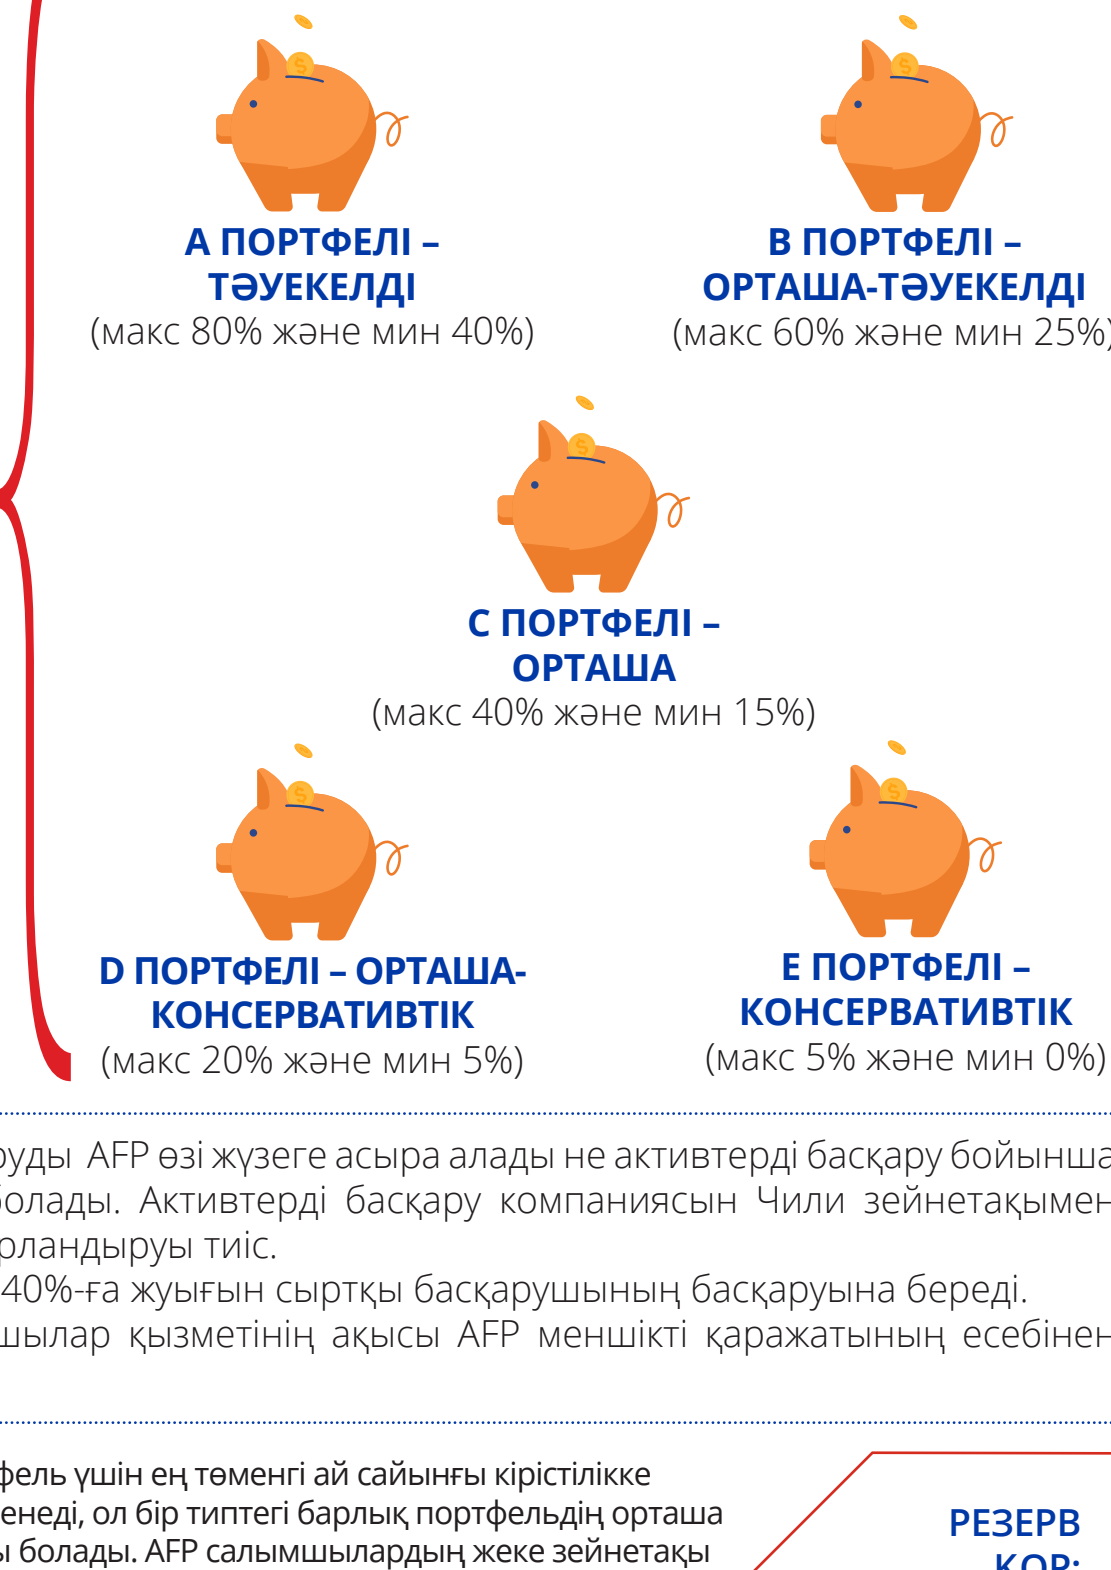 А ПОРТФЕЛІ –
ТӘУЕКЕЛДІ
(макс 80% және мин 40%)
В ПОРТФЕЛІ –
ОРТАША-ТӘУЕКЕЛДІ
(макс 60% және мин 25%)
С ПОРТФЕЛІ –
ОРТАША
(макс 40% және мин 15%)
D ПОРТФЕЛІ – ОРТАША-
КОНСЕРВАТИВТІК
(макс 20% және мин 5%)
Е ПОРТФЕЛІ –
КОНСЕРВАТИВТІК
(макс 5% және мин 0%)
руды AFP өзі жүзеге асыра алады не активтерді басқару бойынша
болады. Активтерді басқару компаниясын Чили зейнетақымен
рландыруы тиіс.
40%-ға жуығын сыртқы басқарушының басқаруына береді.
шылар қызметінің ақысы AFP меншікті қаражатының есебінен
фель үшін ең төменгі ай сайынғы кірістілікке
енеді, ол бір типтегі барлық портфельдің орташа
ы болады. AFP салымшылардың жеке зейнетақы
РЕЗЕРВ
ҚОР: